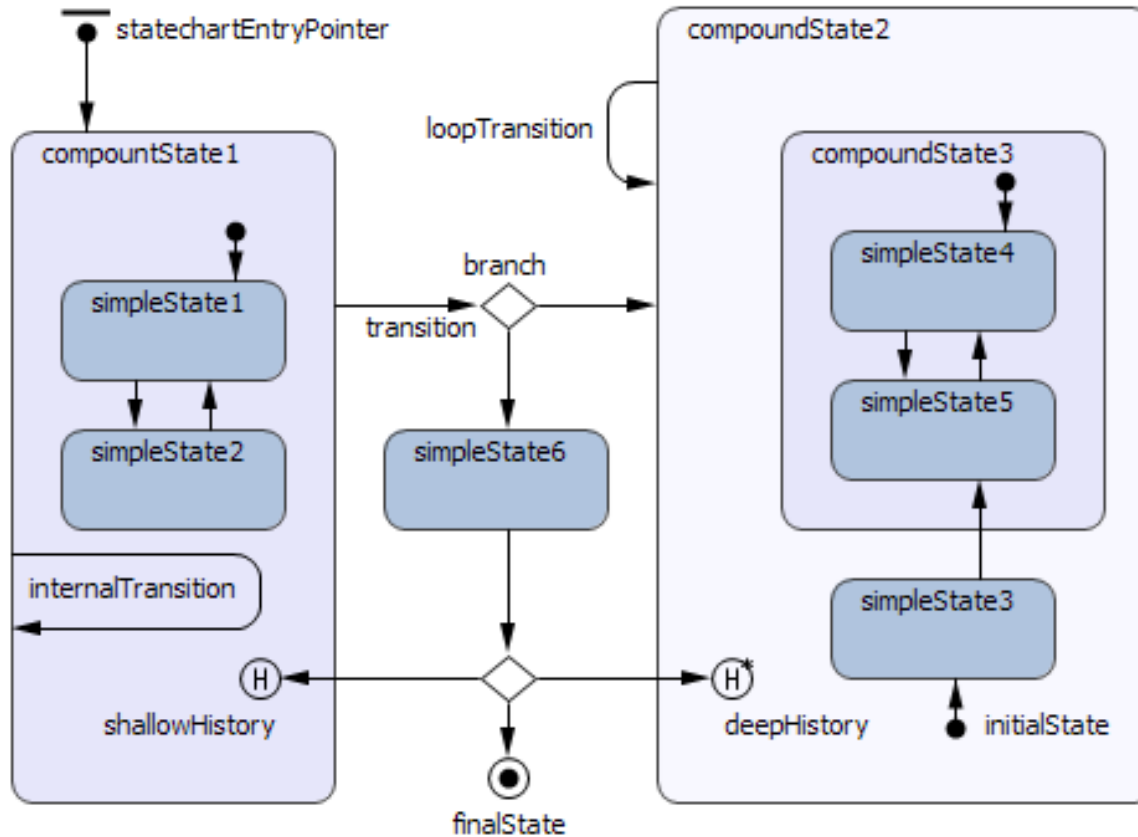 statechartEntryPointer
compoundState2
loopTransition
compountState1
compoundState3
simpleState4
branch
simpleState1
transition
simpleState5
simpleState2
simpleState6
internalTransition
simpleState3
H
H*
shallowHistory
deepHistory
initialState
finalState